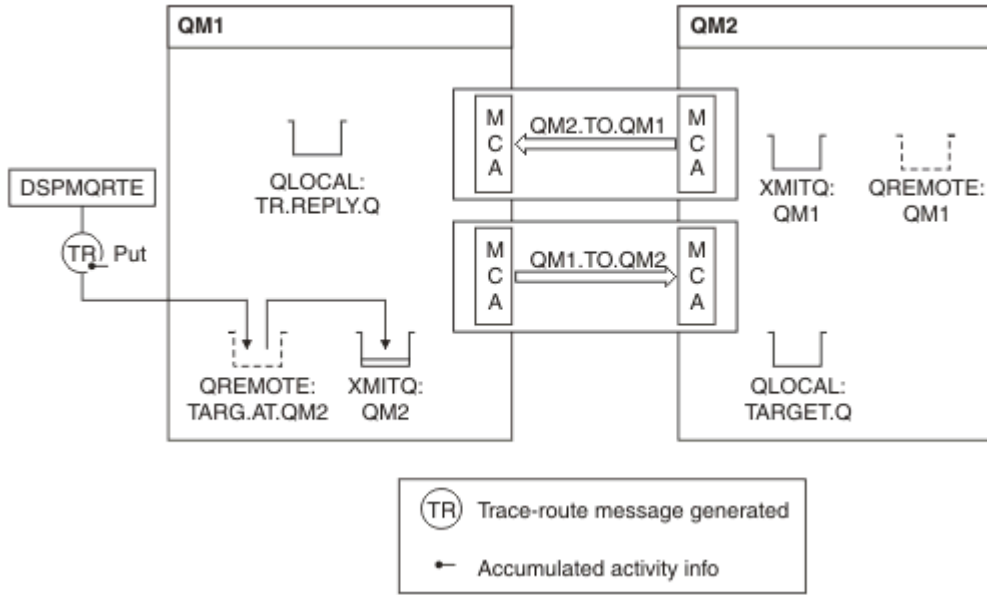 QM1
QM2
M
C
A
QM2.TO.QM1
M
C
A
DSPMQRTE
QLOCAL:
TR.REPLY.Q
XMITQ:
QM1
QREMOTE:
QM1
TR
Put
M
C
A
QM1.TO.QM2
M
C
A
QREMOTE:
TARG.AT.QM2
XMITQ:
QM2
QLOCAL:
TARGET.Q
TR
Trace-route message generated
Accumulated activity info